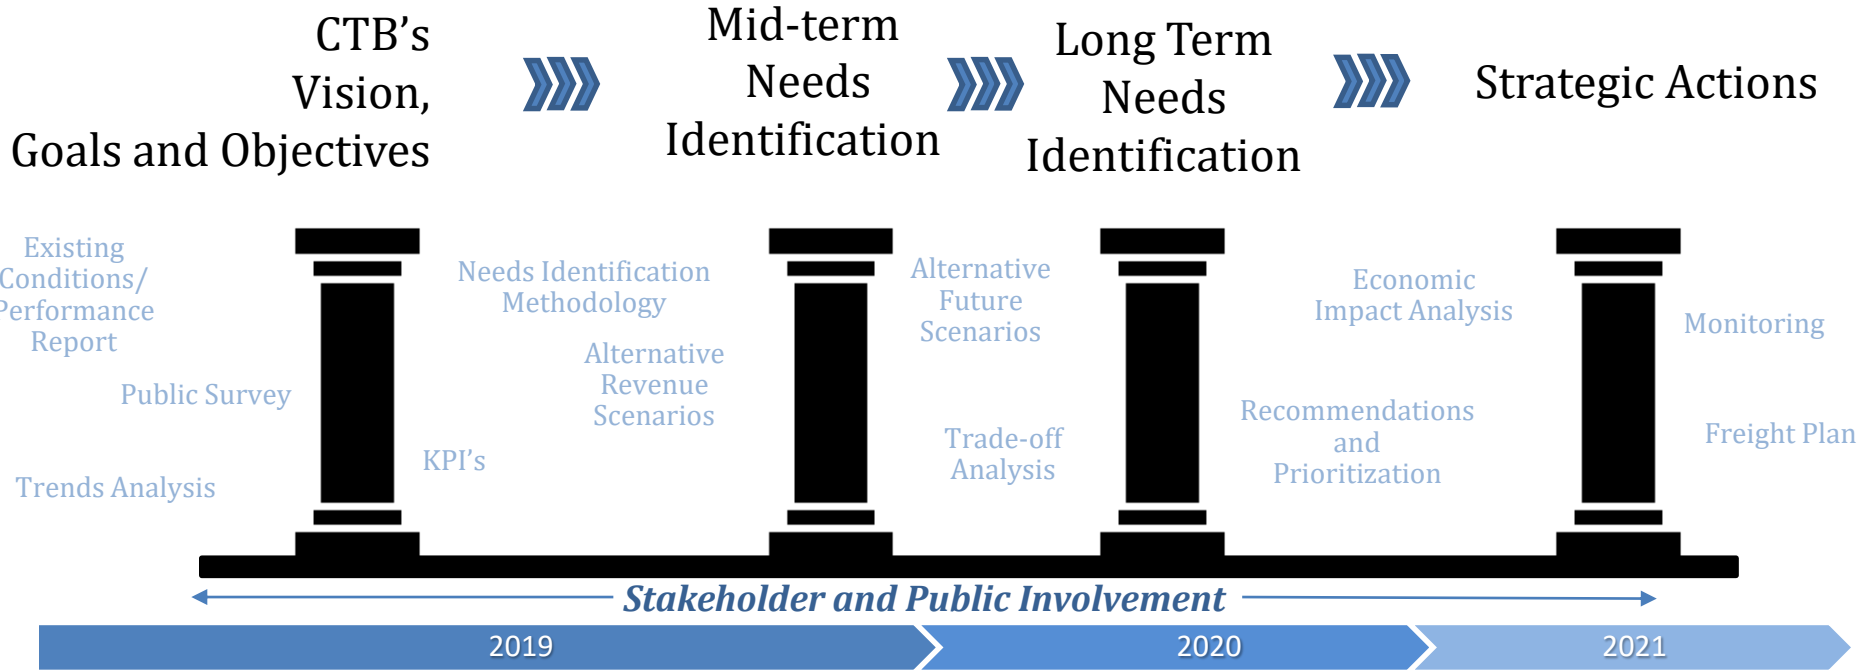 CTB's
Vision,
Goals and Objectives
Mid-term
Needs
Identification
Long Term
Needs
Identification
Strategic Actions
Existing
Conditions/
Performance
Report
Public Survey
Trends Analysis
Needs Identification
Methodology
Alternative
Revenue
Scenarios
KPI's
Alternative
Future
Scenarios
Trade-off
Analysis
Economic
Impact Analysis
Recommendations
and
Prioritization
Monitoring
Freight Plan
Stakeholder and Public Involvement
2019
2020
2021